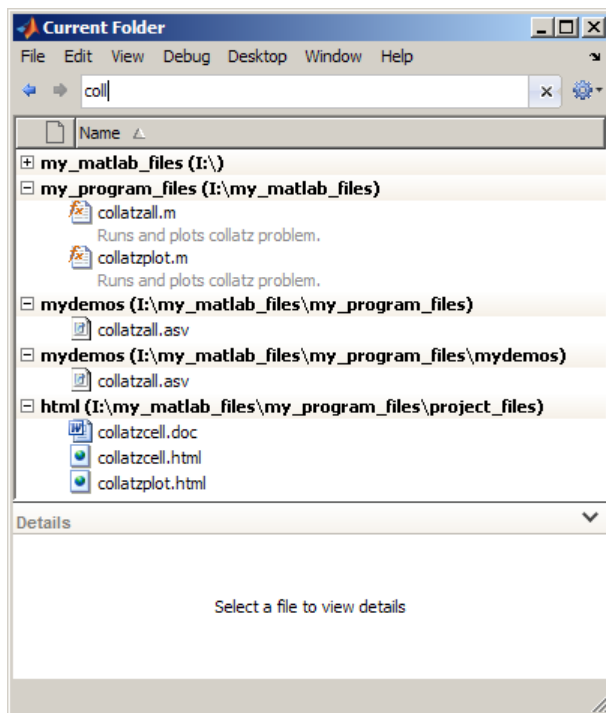 Current Folder
File Edit View Debug Desktop Window Help
coll
Name
my_matlab_files (I:\)
my_program_files (I:\my_matlab_files)
collatzall.m
Runs and plots collatz problem.
collatzplot.m
Runs and plots collatz problem.
mydemos (I:\my_matlab_files\my_program_files)
collatzall.asv
mydemos (I:\my_matlab_files\my_program_files\mydemos)
collatzall.asv
html (I:\my_matlab_files\my_program_files\project_files)
collatzcell.doc
collatzcell.html
collatzplot.html
Details
Select a file to view details